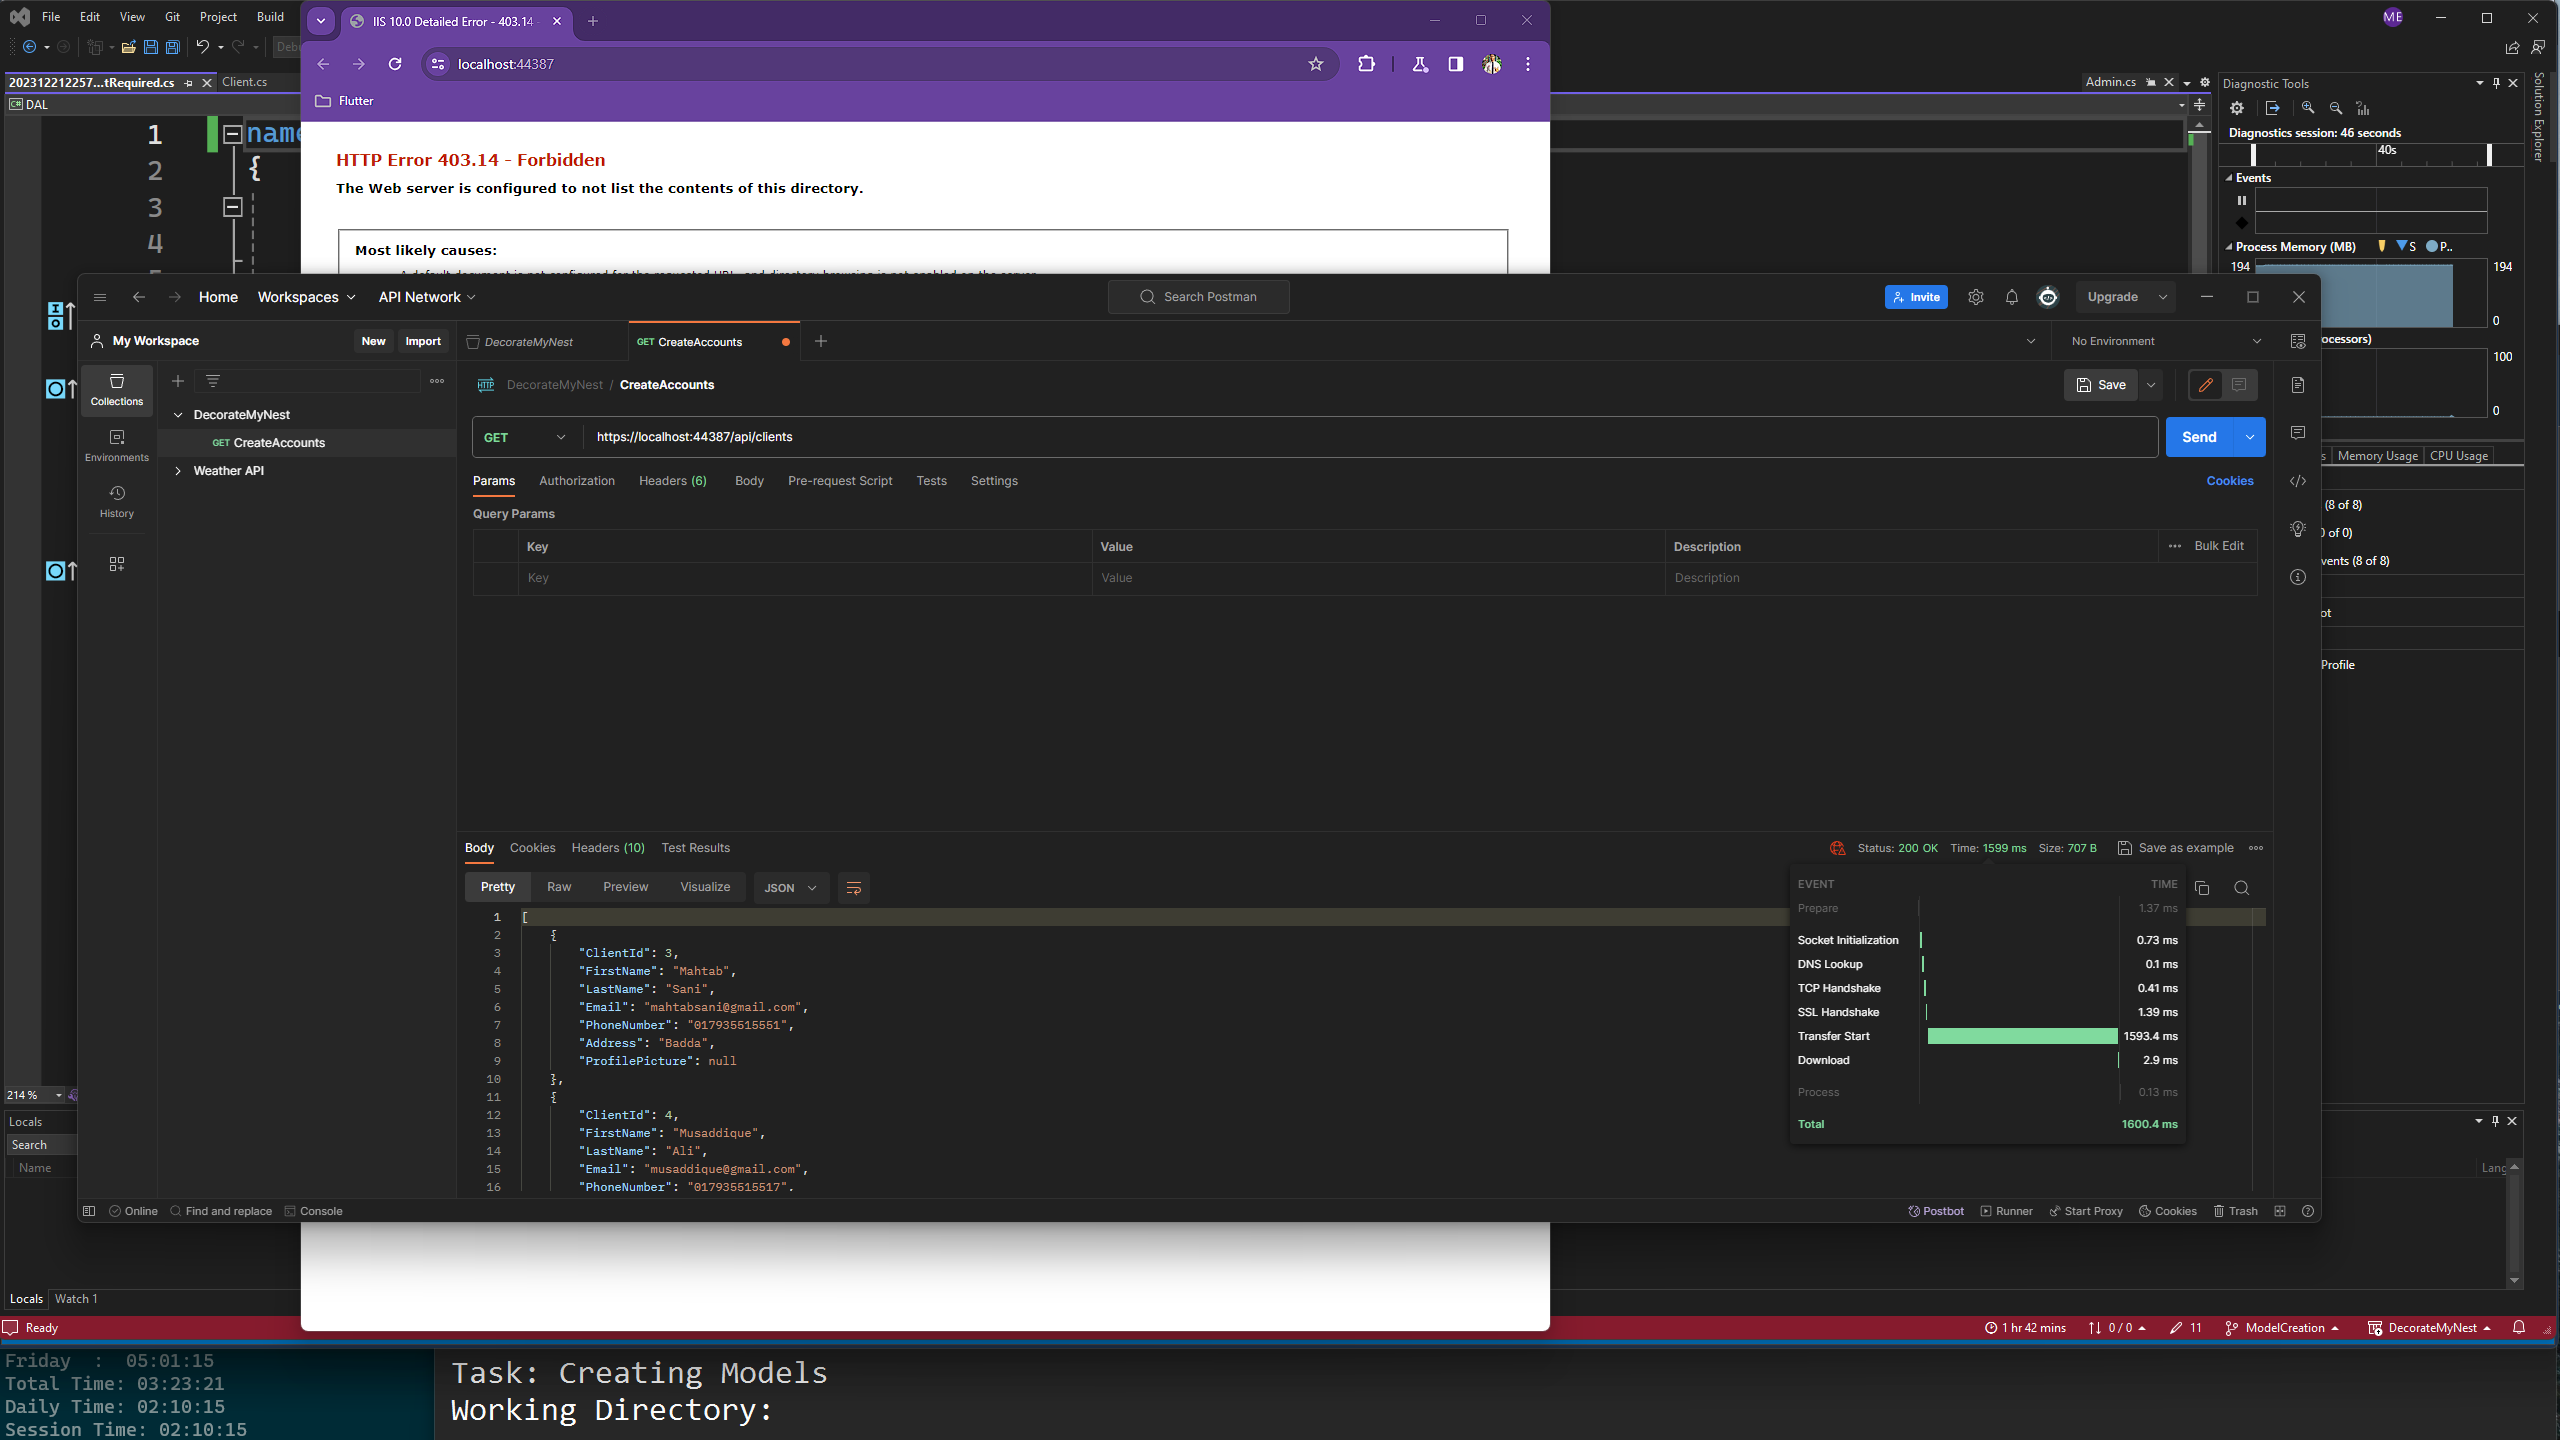 File Edit View Git Project Build
ME
Debu
202312212257...tRequired.cs Client.cs
Admin.cs
DAL
1 name
2 {
3
4
214 %
Locals
Search
Name
Lang
Locals Watch 1
Ready
1 hr 42 mins 0 / 0 11 ModelCreation DecorateMyNest
Diagnostic Tools
Diagnostics session: 46 seconds
40s
Events
Process Memory (MB) S P..
194 194
0
ocessors)
100
0
s Memory Usage CPU Usage
(8 of 8)
0 of 0)
vents (8 of 8)
ot
Profile
Solution Explorer
IIS 10.0 Detailed Error - 403.14 -
localhost:44387
Flutter
HTTP Error 403.14 - Forbidden
The Web server is configured to not list the contents of this directory.
Most likely causes:
Home Workspaces API Network
Search Postman
Invite Upgrade
My Workspace New Import
DecorateMyNest GET CreateAccounts
No Environment
Collections
Environments
History
DecorateMyNest
GET CreateAccounts
Weather API
HTTP DecorateMyNest / CreateAccounts
Save
GET https://localhost:44387/api/clients
Send
Params Authorization Headers (6) Body Pre-request Script Tests Settings
Cookies
Query Params
Key Value Description Bulk Edit
Key Value Description
Body Cookies Headers (10) Test Results
Status: 200 OK Time: 1599 ms Size: 707 B Save as example
Pretty Raw Preview Visualize JSON
1 [
2 {
3 "ClientId": 3,
4 "FirstName": "Mahtab",
5 "LastName": "Sani",
6 "Email": "mahtabsani@gmail.com",
7 "PhoneNumber": "017935515551",
8 "Address": "Badda",
9 "ProfilePicture": null
10 },
11 {
12 "ClientId": 4,
13 "FirstName": "Musaddique",
14 "LastName": "Ali",
15 "Email": "musaddique@gmail.com",
16 "PhoneNumber": "017935515517",
EVENT TIME
Prepare 1.37 ms
Socket Initialization 0.73 ms
DNS Lookup 0.1 ms
TCP Handshake 0.41 ms
SSL Handshake 1.39 ms
Transfer Start 1593.4 ms
Download 2.9 ms
Process 0.13 ms
Total 1600.4 ms
Online Find and replace Console
Postbot Runner Start Proxy Cookies Trash
Friday : 05:01:15
Total Time: 03:23:21
Daily Time: 02:10:15
Session Time: 02:10:15
Task: Creating Models
Working Directory: